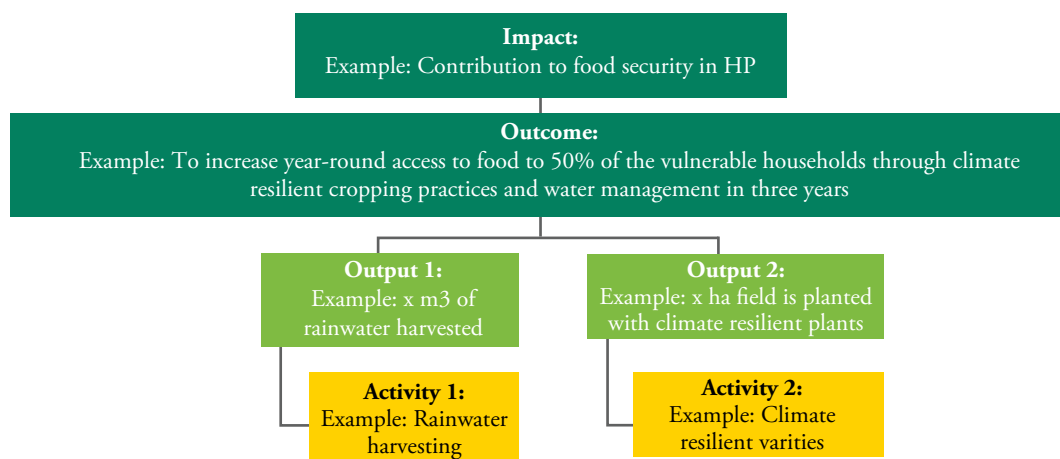 Impact:
Example: Contribution to food security in HP
Outcome:
Example: To increase year-round access to food to 50% of the vulnerable households through climate
resilient cropping practices and water management in three years
Output 1:
Example: x m3 of
rainwater harvested
Output 2:
Example: x ha field is planted
with climate resilient plants
Activity 1:
Example: Rainwater
harvesting
Activity 2:
Example: Climate
resilient varities